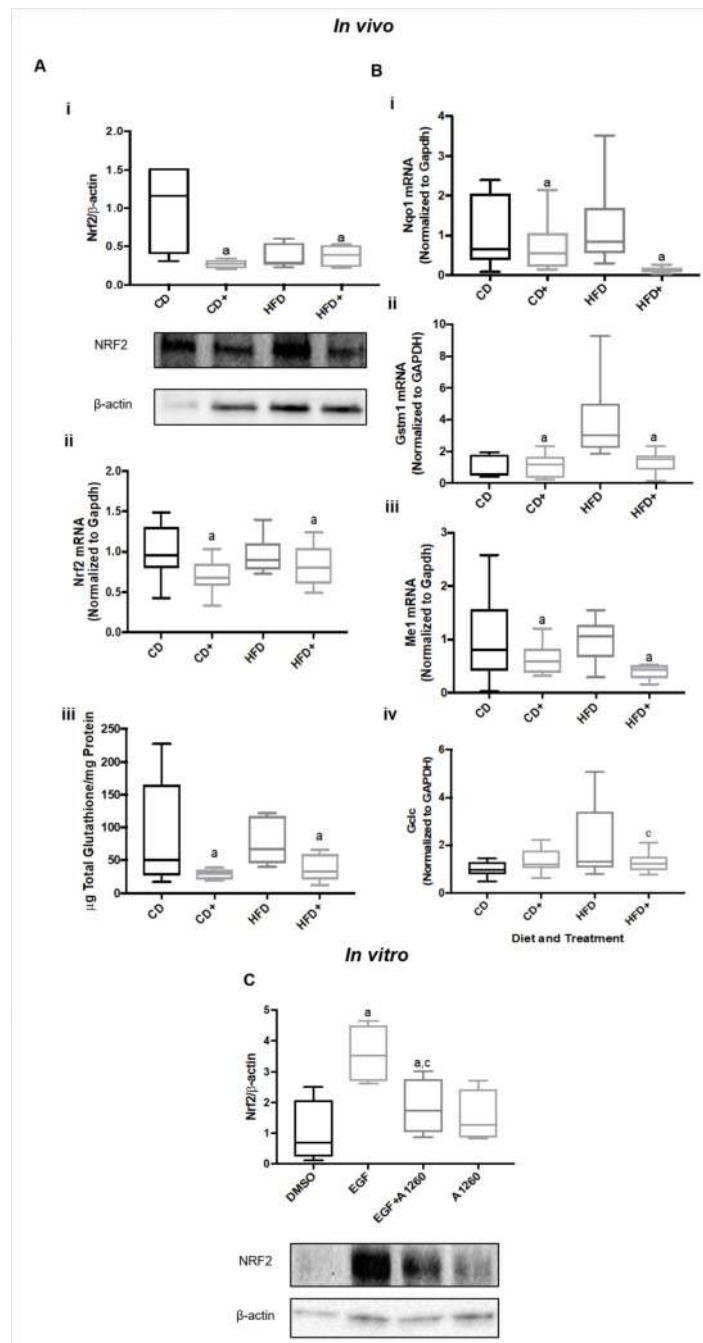 In vivo
A
i
Nrf2/β-actin
2.0
1.5
1.0
0.5
0.0
CD
CD+
HFD
HFD+
a
a
NRF2
β-actin
ii
Nrf2 mRNA
(Normalized to Gapdh)
2.0
1.5
1.0
0.5
0.0
CD
CD+
HFD
HFD+
a
a
iii
µg Total Glutathione/mg Protein
250
200
150
100
50
0
CD
CD+
HFD
HFD+
a
a
B
i
Nqo1 mRNA
(Normalized to Gapdh)
4
3
2
1
0
CD
CD+
HFD
HFD+
a
a
ii
Gstm1 mRNA
(Normalized to GAPDH)
10
8
6
4
2
0
CD
CD+
HFD
HFD+
a
a
iii
Me1 mRNA
(Normalized to Gapdh)
3
2
1
0
CD
CD+
HFD
HFD+
a
a
iv
Gclc
(Normalized to GAPDH)
6
4
2
0
CD
CD+
HFD
HFD+
c
Diet and Treatment
In vitro
C
Nrf2/β-actin
5
4
3
2
1
0
DMSO
EGF
EGF+A1260
A1260
a
a,c
NRF2
β-actin